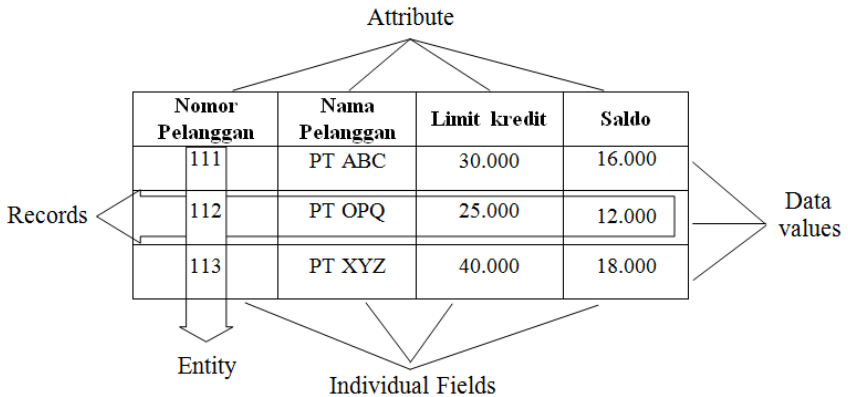 Attribute
Nomor Pelanggan Nama Pelanggan Limit kredit Saldo
111 PT ABC 30.000 16.000
Records 112 PT OPQ 25.000 12.000 Data values
113 PT XYZ 40.000 18.000
Entity
Individual Fields